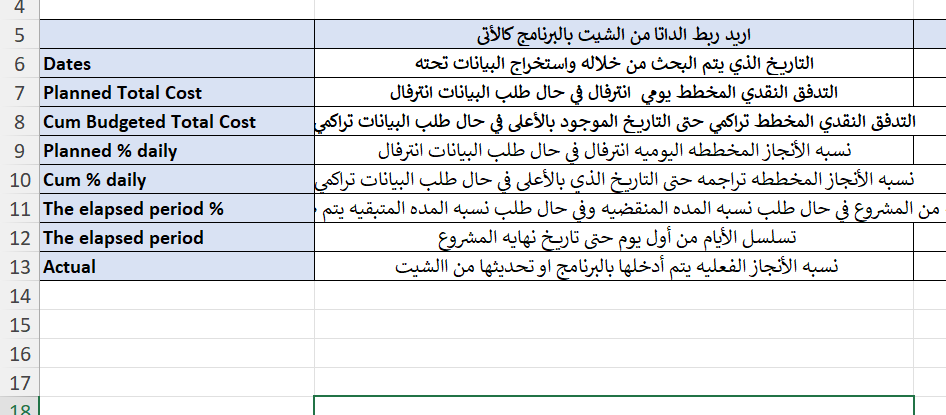 4
5 اريد ربط الداتا من الشيت بالبرنامج كالأتى
6 Dates التاريخ الذي يتم البحث من خلاله واستخراج البيانات تحته
7 Planned Total Cost التدفق النقدي المخطط يومي انترفال في حال طلب البيانات انترفال
8 Cum Budgeted Total Cost التدفق النقدي المخطط تراكمي حتى التاريخ الموجود بالأعلى في حال طلب البيانات تراكمي
9 Planned % daily نسبه الأنجاز المخططه اليوميه انترفال في حال طلب البيانات انترفال
10 Cum % daily نسبه الأنجاز المخططه تراجمه حتى التاريخ الذي بالأعلى في حال طلب البيانات تراكمي
11 The elapsed period % من المشروع في حال طلب نسبه المده المنقضيه وفي حال طلب نسبه المده المتبقيه يتم
12 The elapsed period تسلسل الأيام من أول يوم حتى تاريخ نهايه المشروع
13 Actual نسبه الأنجاز الفعليه يتم أدخلها بالبرنامج او تحديثها من االشيت
14
15
16
17
18